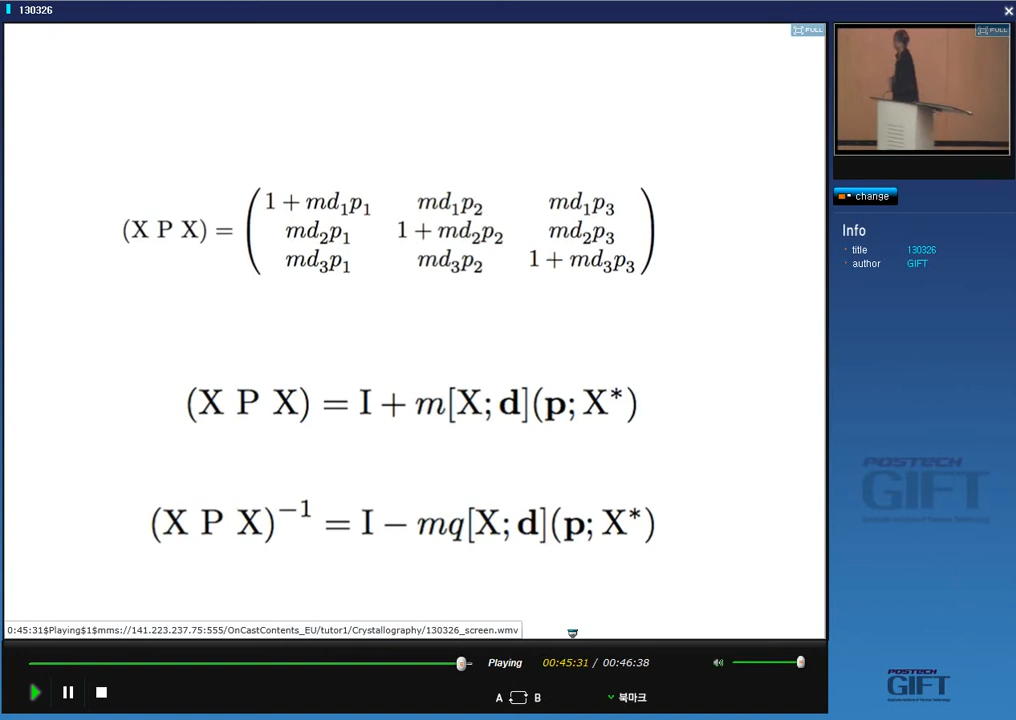 130326
FULL
FULL
(X P X) = ( 1 + md₁p₁ md₁p₂ md₁p₃
md₂p₁ 1 + md₂p₂ md₂p₃
md₃p₁ md₃p₂ 1 + md₃p₃ )
(X P X) = I + m[X; d](p; X*)
(X P X)⁻¹ = I − mq[X; d](p; X*)
0:45:31$Playing$1$mms://141.223.237.75:555/OnCastContents_EU/tutor1/Crystallography/130326_screen.wmv
change
Info
title 130326
author GIFT
POSTECH
GIFT
Playing 00:45:31 / 00:46:38
A B 북마크
POSTECH
GIFT